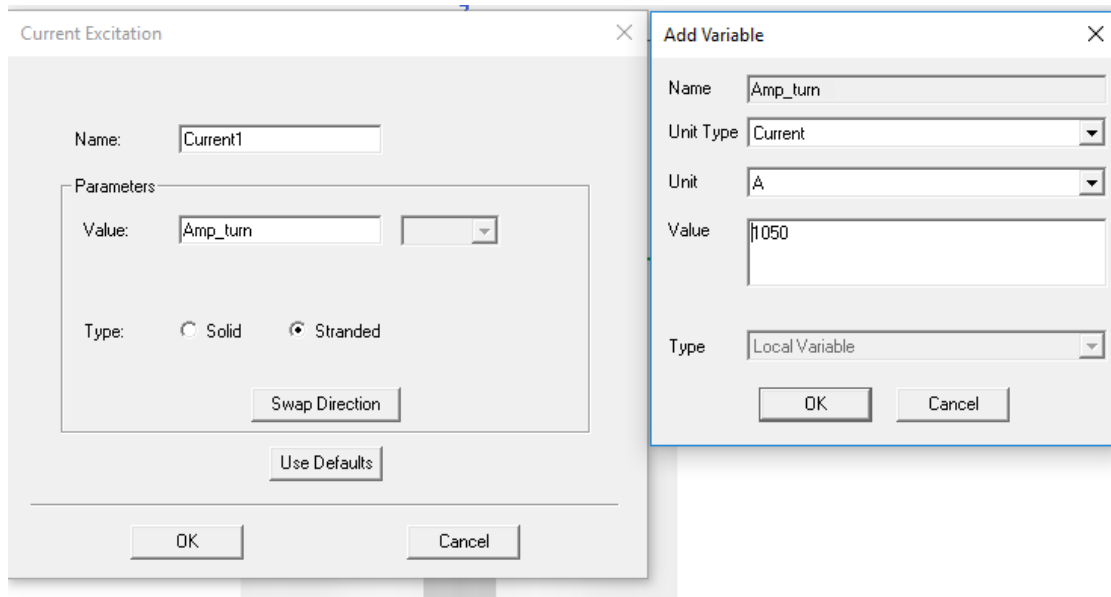 Current Excitation
Name: Current1
Parameters
Value: Amp_turn
Type: Solid Stranded
Swap Direction
Use Defaults
OK Cancel
Add Variable
Name Amp_turn
Unit Type Current
Unit A
Value 1050
Type Local Variable
OK Cancel